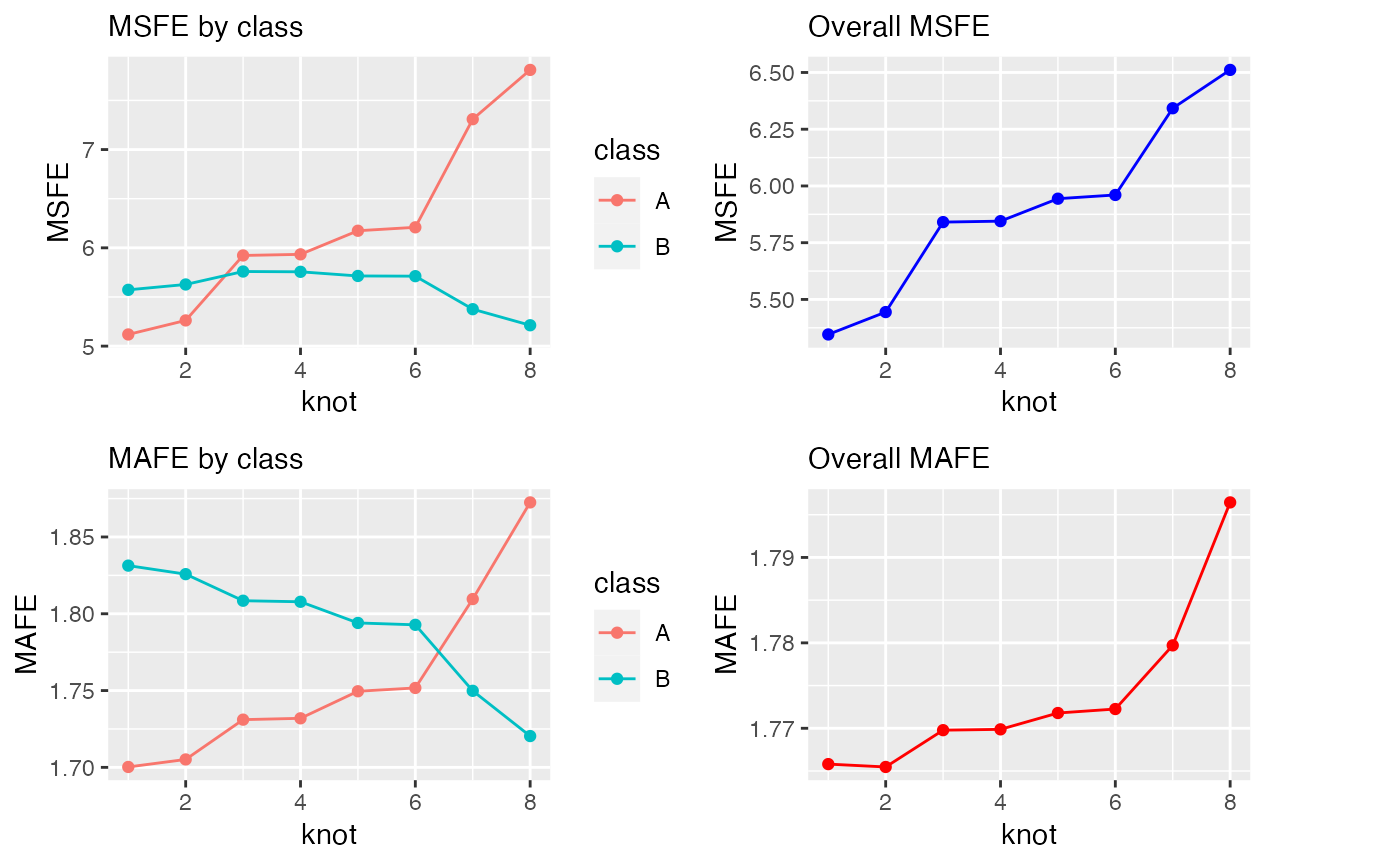 MSFE by class
7
6
5
MSFE
2 4 6 8
knot
class
A
B
Overall MSFE
6.50
6.25
6.00
5.75
5.50
MSFE
2 4 6 8
knot
MAFE by class
1.85
1.80
1.75
1.70
MAFE
2 4 6 8
knot
class
A
B
Overall MAFE
1.79
1.78
1.77
MAFE
2 4 6 8
knot